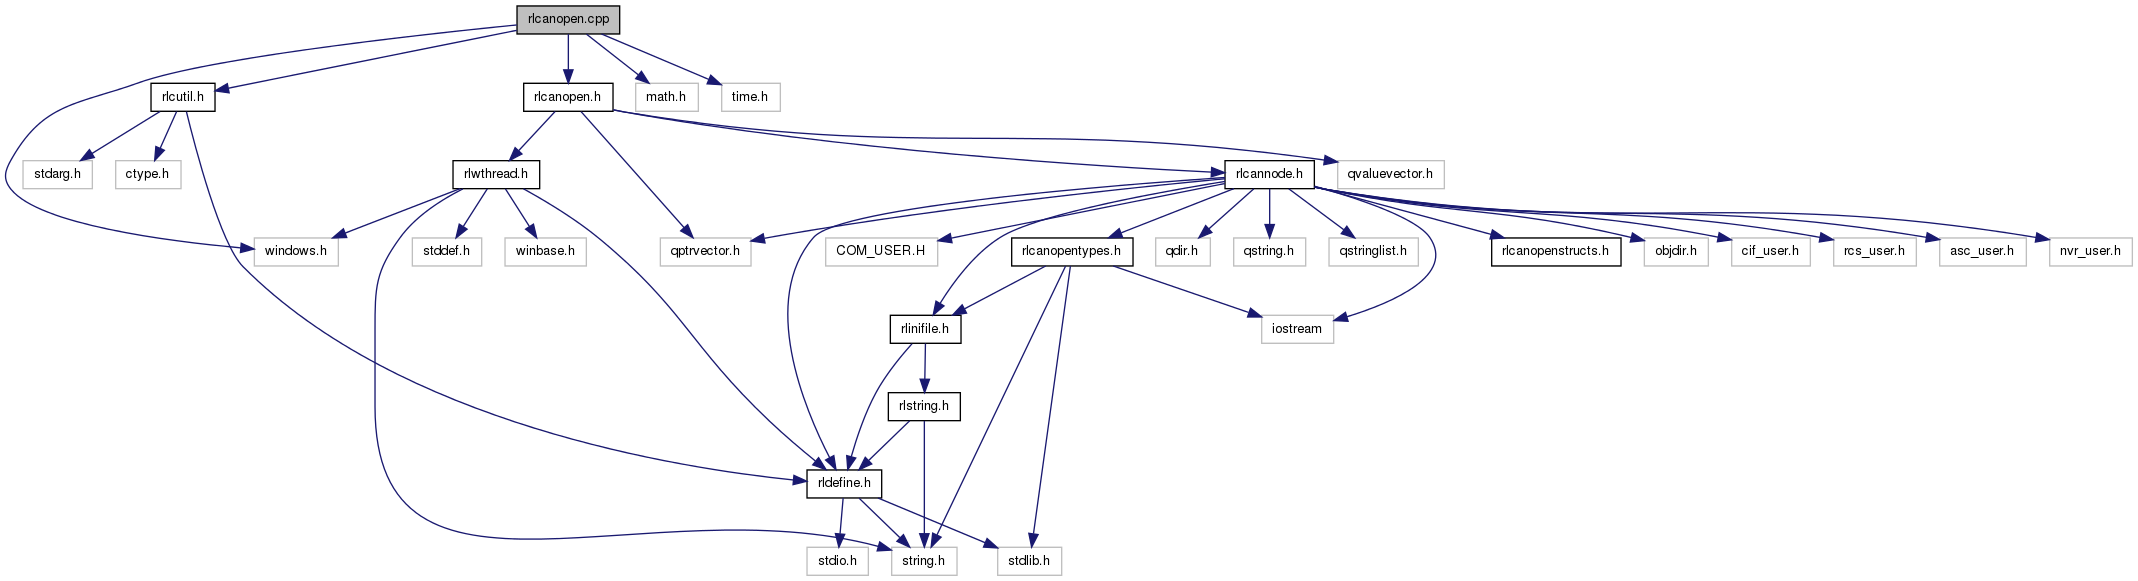 rlcanopen.cpp
rlcutil.h
rlcanopen.h
math.h
time.h
stdarg.h
ctype.h
rlwthread.h
rlcannode.h
qvaluevector.h
windows.h
stddef.h
winbase.h
qptrvector.h
COM_USER.H
rlcanopentypes.h
qdir.h
qstring.h
qstringlist.h
rlcanopenstructs.h
objdir.h
cif_user.h
rcs_user.h
asc_user.h
nvr_user.h
rlinifile.h
iostream
rlstring.h
rldefine.h
stdio.h
string.h
stdlib.h